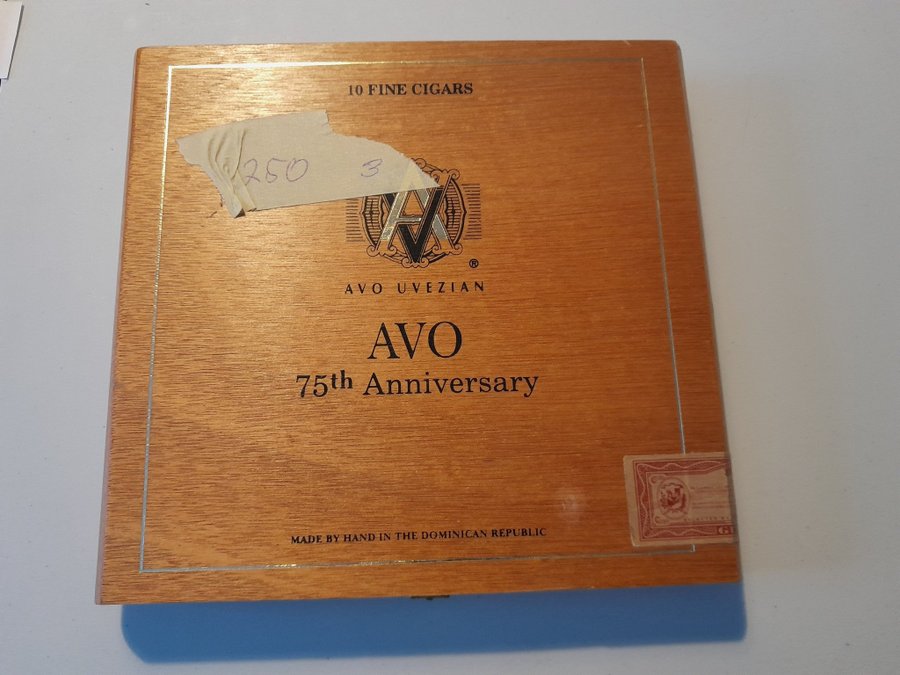 10 FINE CIGARS
250 3
®
AVO UVEZIAN
AVO
75th Anniversary
MADE BY HAND IN THE DOMINICAN REPUBLIC